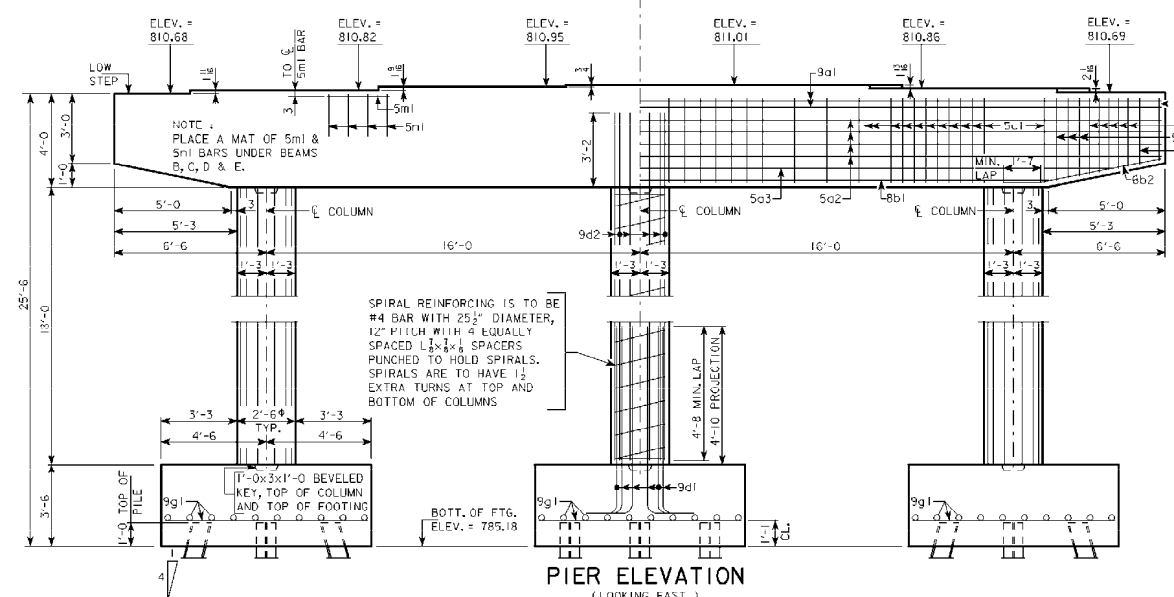 ELEV. =
810.68
ELEV. =
810.82
ELEV. =
810.95
ELEV. =
811.01
ELEV. =
810.86
ELEV. =
810.69
LOW
STEP
TO ℄
5m1 BAR
3
9a1
5m1
5n1
5c1
NOTE :
PLACE A MAT OF 5m1 &
5n1 BARS UNDER BEAMS
B, C, D & E.
4'-0
3'-0
1'-0
3'-2
MIN.
LAP
1'-7
8b2
5a3
5a2
8b1
5'-0
3
℄ COLUMN
℄ COLUMN
℄ COLUMN
3
5'-0
5'-3
9d2
5'-3
6'-6
16'-0
16'-0
6'-6
1'-3
1'-3
1'-3
1'-3
1'-3
1'-3
25'-6
13'-0
SPIRAL REINFORCING IS TO BE
#4 BAR WITH 25½" DIAMETER,
12" PITCH WITH 4 EQUALLY
SPACED L⅞x⅞x⅛ SPACERS
PUNCHED TO HOLD SPIRALS.
SPIRALS ARE TO HAVE 1½
EXTRA TURNS AT TOP AND
BOTTOM OF COLUMNS
4'-8 MIN. LAP
4'-10 PROJECTION
3'-3
2'-6Φ
TYP.
3'-3
4'-6
4'-6
1'-0x3x1'-0 BEVELED
KEY, TOP OF COLUMN
AND TOP OF FOOTING
3'-6
1'-0 TOP OF
PILE
9g1
9d1
9g1
9g1
BOTT. OF FTG.
ELEV. = 785.18
1'-1
CL.
4
PIER ELEVATION
( LOOKING EAST )